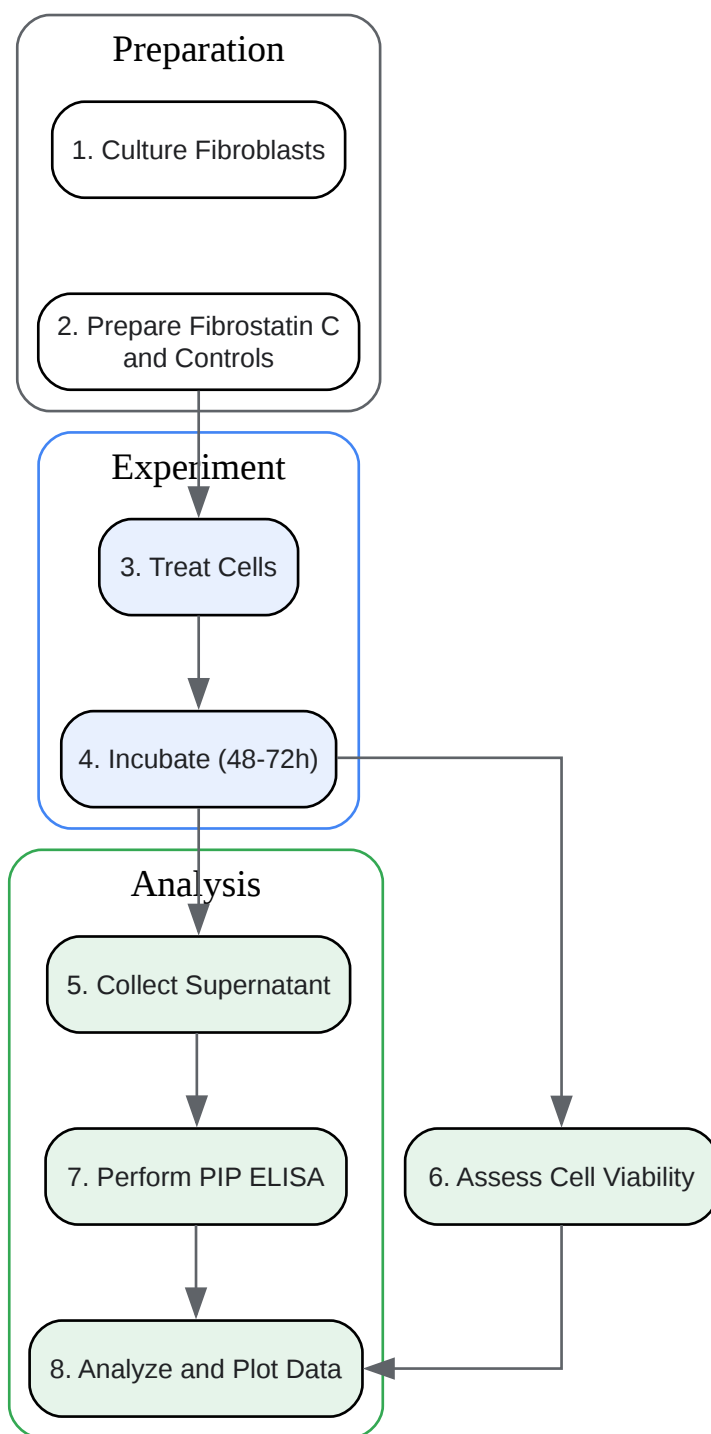 Preparation
1. Culture Fibroblasts
2. Prepare Fibrostatin C
and Controls
Experiment
3. Treat Cells
4. Incubate (48-72h)
Analysis
5. Collect Supernatant
7. Perform PIP ELISA
6. Assess Cell Viability
8. Analyze and Plot Data